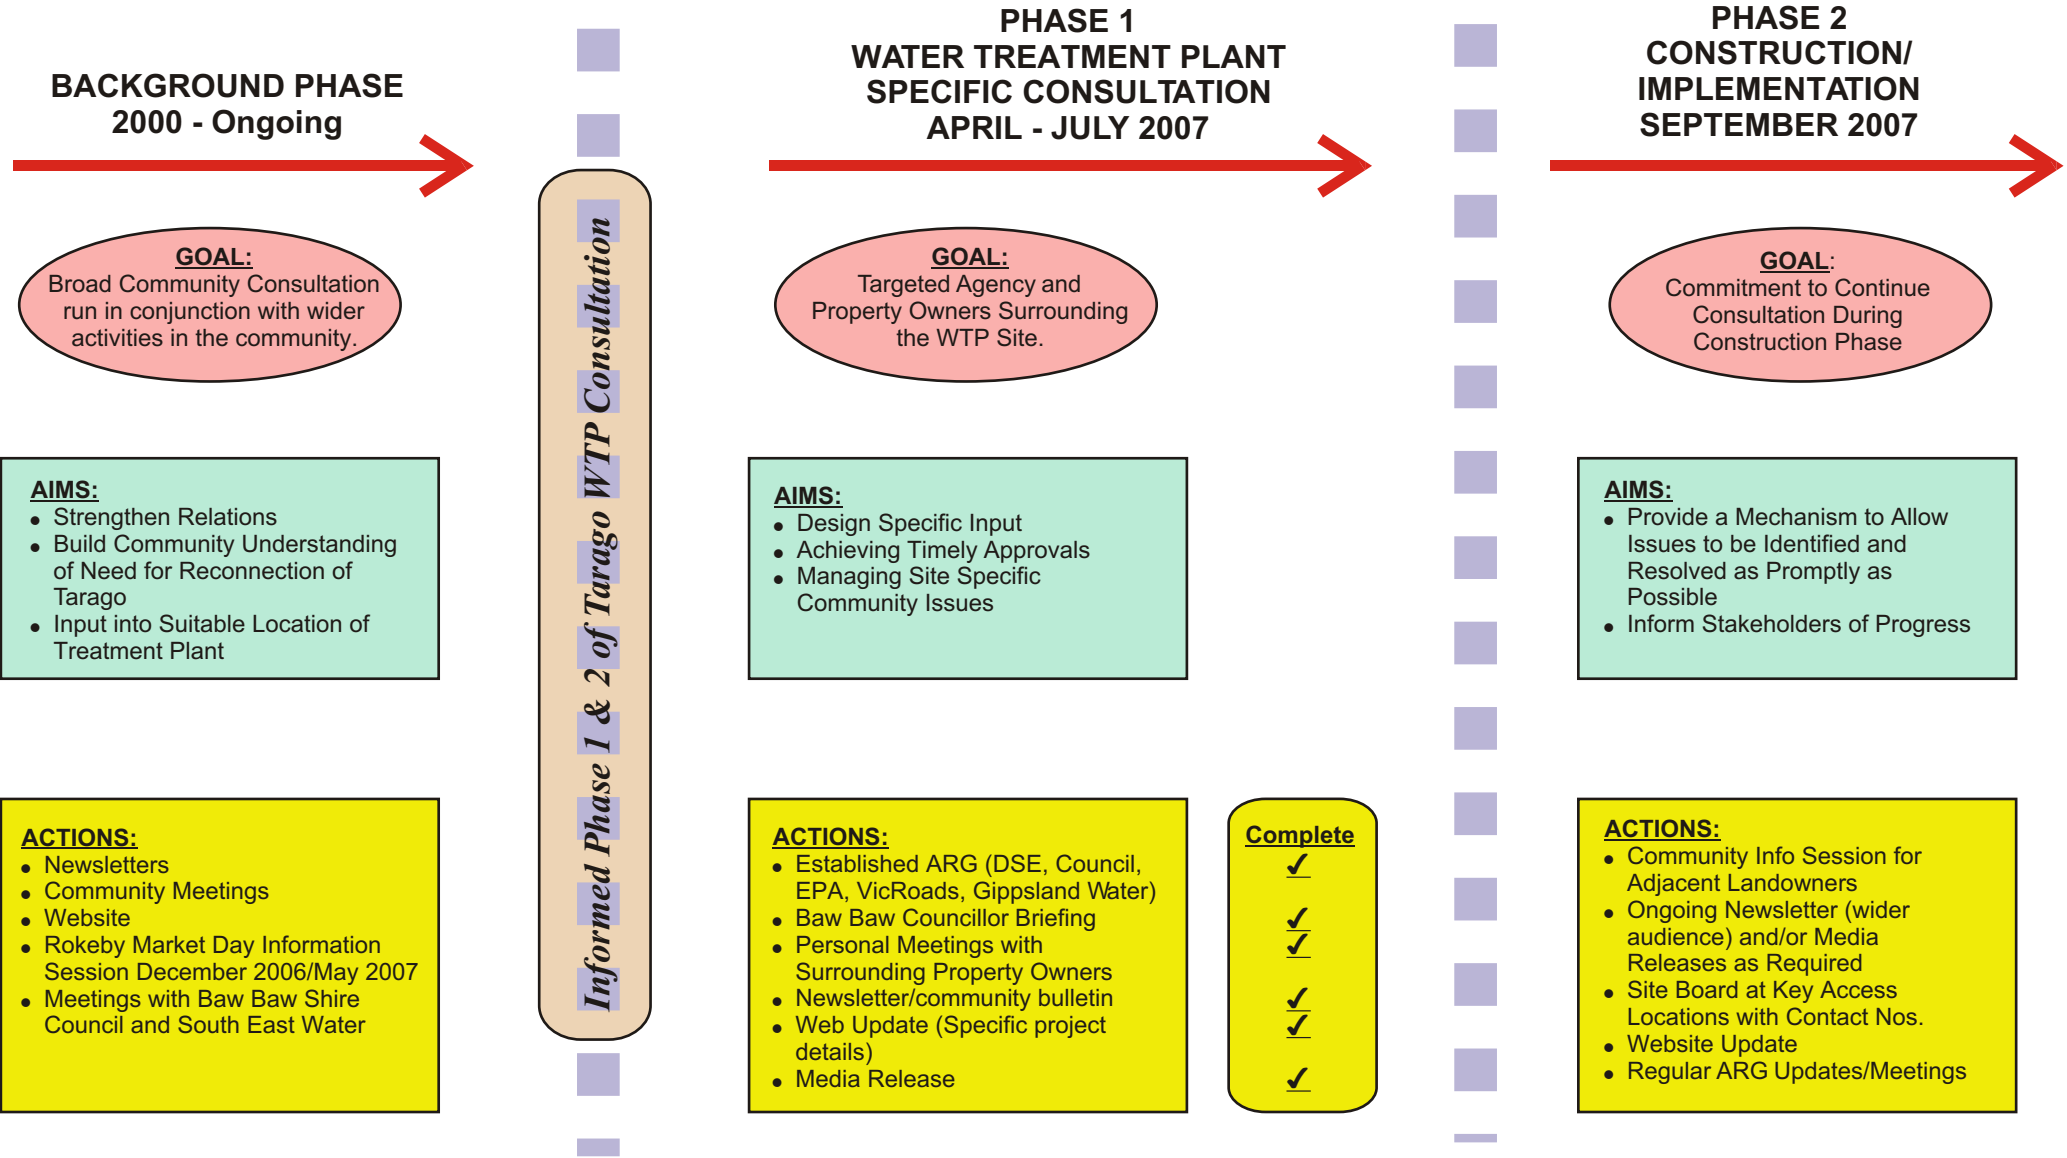 BACKGROUND PHASE
2000 - Ongoing
GOAL:
Broad Community Consultation
run in conjunction with wider
activities in the community.
AIMS:
● Strengthen Relations
● Build Community Understanding
of Need for Reconnection of
Tarago
● Input into Suitable Location of
Treatment Plant
ACTIONS:
● Newsletters
● Community Meetings
● Website
● Rokeby Market Day Information
Session December 2006/May 2007
● Meetings with Baw Baw Shire
Council and South East Water
Informed Phase 1 & 2 of Tarago WTP Consultation
PHASE 1
WATER TREATMENT PLANT
SPECIFIC CONSULTATION
APRIL - JULY 2007
GOAL:
Targeted Agency and
Property Owners Surrounding
the WTP Site.
AIMS:
● Design Specific Input
● Achieving Timely Approvals
● Managing Site Specific
Community Issues
ACTIONS:
● Established ARG (DSE, Council,
EPA, VicRoads, Gippsland Water)
● Baw Baw Councillor Briefing
● Personal Meetings with
Surrounding Property Owners
● Newsletter/community bulletin
● Web Update (Specific project
details)
● Media Release
Complete
✓
✓
✓
✓
✓
✓
PHASE 2
CONSTRUCTION/
IMPLEMENTATION
SEPTEMBER 2007
GOAL:
Commitment to Continue
Consultation During
Construction Phase
AIMS:
● Provide a Mechanism to Allow
Issues to be Identified and
Resolved as Promptly as
Possible
● Inform Stakeholders of Progress
ACTIONS:
● Community Info Session for
Adjacent Landowners
● Ongoing Newsletter (wider
audience) and/or Media
Releases as Required
● Site Board at Key Access
Locations with Contact Nos.
● Website Update
● Regular ARG Updates/Meetings